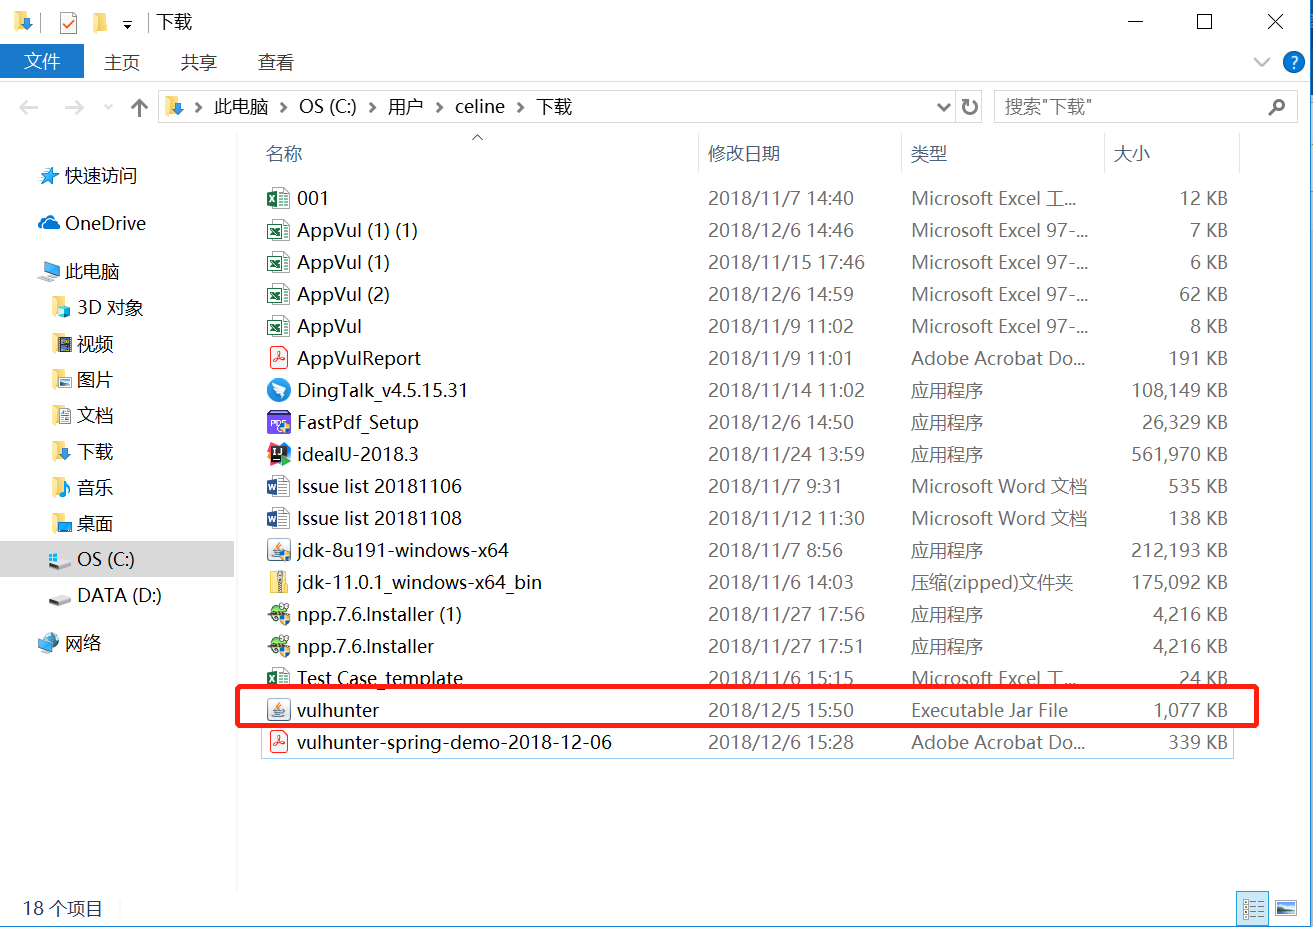 下载
文件 主页 共享 查看
此电脑 OS (C:) 用户 celine 下载 搜索"下载"
快速访问
OneDrive
此电脑
3D 对象
视频
图片
文档
下载
音乐
桌面
OS (C:)
DATA (D:)
网络
名称 修改日期 类型 大小
001 2018/11/7 14:40 Microsoft Excel 工... 12 KB
AppVul (1) (1) 2018/12/6 14:46 Microsoft Excel 97-... 7 KB
AppVul (1) 2018/11/15 17:46 Microsoft Excel 97-... 6 KB
AppVul (2) 2018/12/6 14:59 Microsoft Excel 97-... 62 KB
AppVul 2018/11/9 11:02 Microsoft Excel 97-... 8 KB
AppVulReport 2018/11/9 11:01 Adobe Acrobat Do... 191 KB
DingTalk_v4.5.15.31 2018/11/14 11:02 应用程序 108,149 KB
FastPdf_Setup 2018/12/6 14:50 应用程序 26,329 KB
ideaIU-2018.3 2018/11/24 13:59 应用程序 561,970 KB
Issue list 20181106 2018/11/7 9:31 Microsoft Word 文档 535 KB
Issue list 20181108 2018/11/12 11:30 Microsoft Word 文档 138 KB
jdk-8u191-windows-x64 2018/11/7 8:56 应用程序 212,193 KB
jdk-11.0.1_windows-x64_bin 2018/11/6 14:03 压缩(zipped)文件夹 175,092 KB
npp.7.6.Installer (1) 2018/11/27 17:56 应用程序 4,216 KB
npp.7.6.Installer 2018/11/27 17:51 应用程序 4,216 KB
Test Case_template 2018/11/6 15:15 Microsoft Excel 工... 24 KB
vulhunter 2018/12/5 15:50 Executable Jar File 1,077 KB
vulhunter-spring-demo-2018-12-06 2018/12/6 15:28 Adobe Acrobat Do... 339 KB
18 个项目